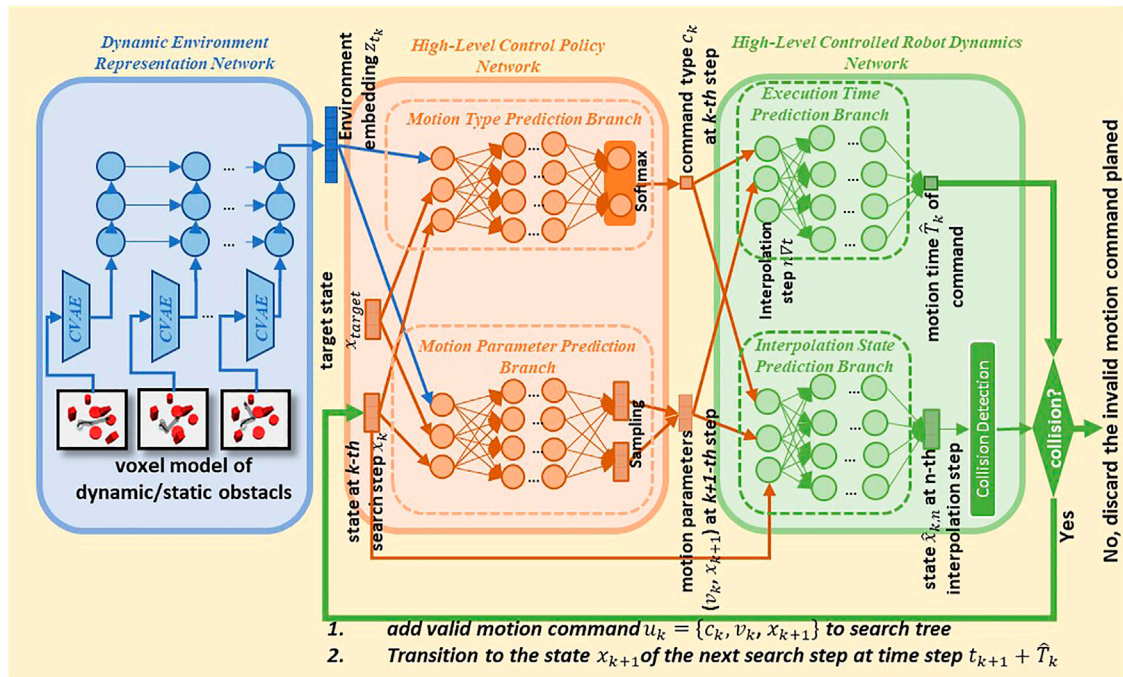 Dynamic Environment
Representation Network
CVAE
CVAE
...
CVAE
...
...
...
voxel model of
dynamic/static obstacls
Environment
embedding z_{t_k}
target state
x_{target}
state at k-th
search step x_k
High-Level Control Policy
Network
Motion Type Prediction Branch
...
...
...
...
Softmax
Motion Parameter Prediction
Branch
...
...
...
...
Sampling
command type c_k
at k-th step
motion parameters
(v_k, x_{k+1}) at k+1-th step
High-Level Controlled Robot Dynamics
Network
Execution Time
Prediction Branch
...
...
...
...
Interpolation
step n∇t
motion time T̂_k of
command
Interpolation State
Prediction Branch
...
...
...
...
state x̂_{k,n} at n-th
interpolation step
Collision Detection
collision?
Yes
No, discard the invalid motion command planed
1. add valid motion command u_k = {c_k, v_k, x_{k+1}} to search tree
2. Transition to the state x_{k+1}of the next search step at time step t_{k+1} + T̂_k